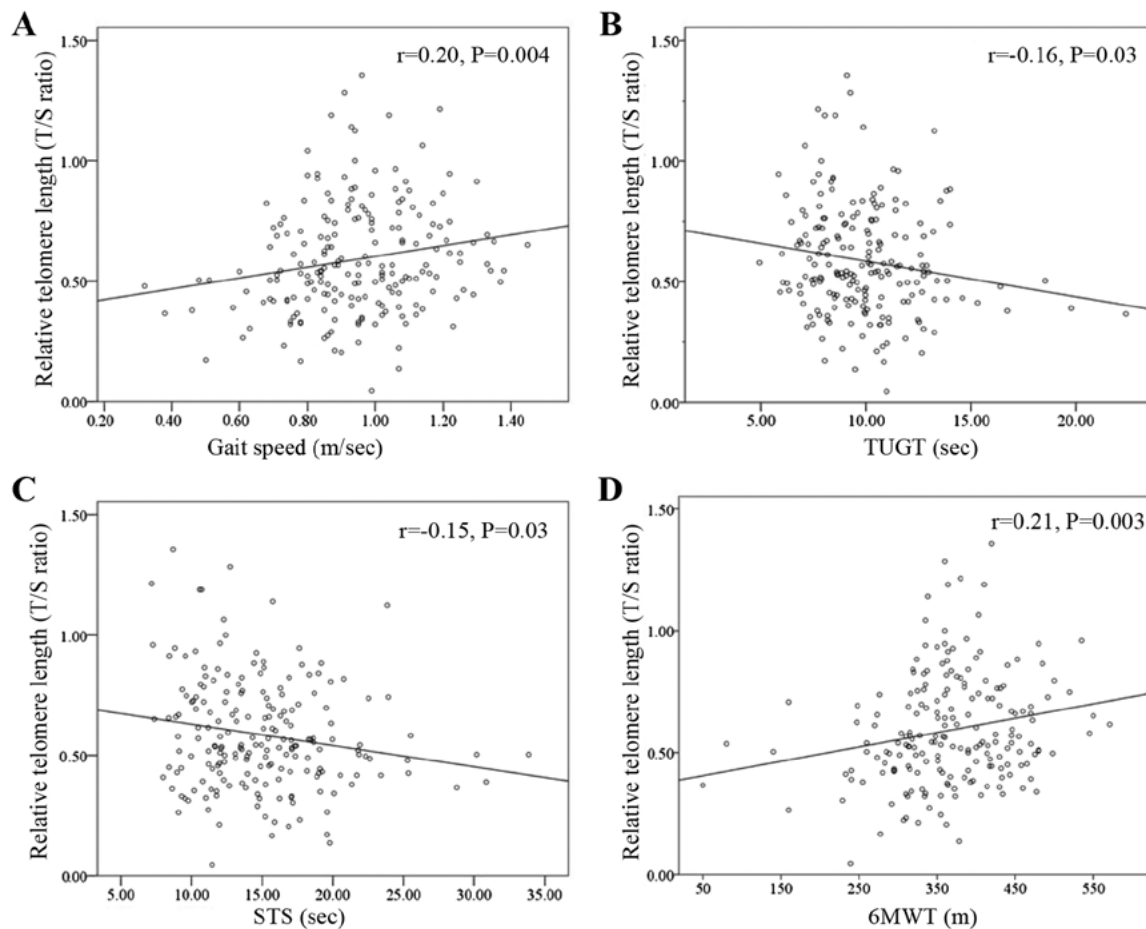 A
r=0.20, P=0.004
Relative telomere length (T/S ratio)
1.50
1.00
0.50
0.00
0.20 0.40 0.60 0.80 1.00 1.20 1.40
Gait speed (m/sec)
B
r=-0.16, P=0.03
Relative telomere length (T/S ratio)
1.50
1.00
0.50
0.00
5.00 10.00 15.00 20.00
TUGT (sec)
C
r=-0.15, P=0.03
Relative telomere length (T/S ratio)
1.50
1.00
0.50
0.00
5.00 10.00 15.00 20.00 25.00 30.00 35.00
STS (sec)
D
r=0.21, P=0.003
Relative telomere length (T/S ratio)
1.50
1.00
0.50
0.00
50 140 250 350 450 550
6MWT (m)